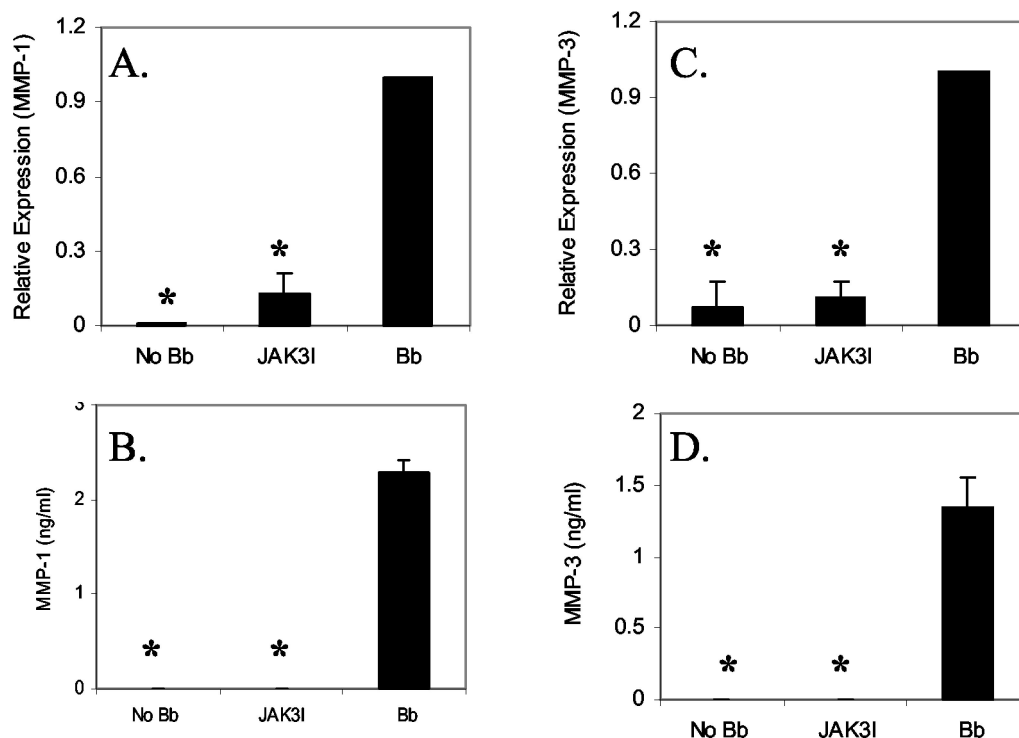 A.
Relative Expression (MMP-1)
1.2
0.9
0.6
0.3
0
*
*
No Bb
JAK3I
Bb
C.
Relative Expression (MMP-3)
1.2
0.9
0.6
0.3
0
*
*
No Bb
JAK3I
Bb
B.
MMP-1 (ng/ml)
3
2
1
0
*
*
No Bb
JAK3I
Bb
D.
MMP-3 (ng/ml)
2
1.5
1
0.5
0
*
*
No Bb
JAK3I
Bb